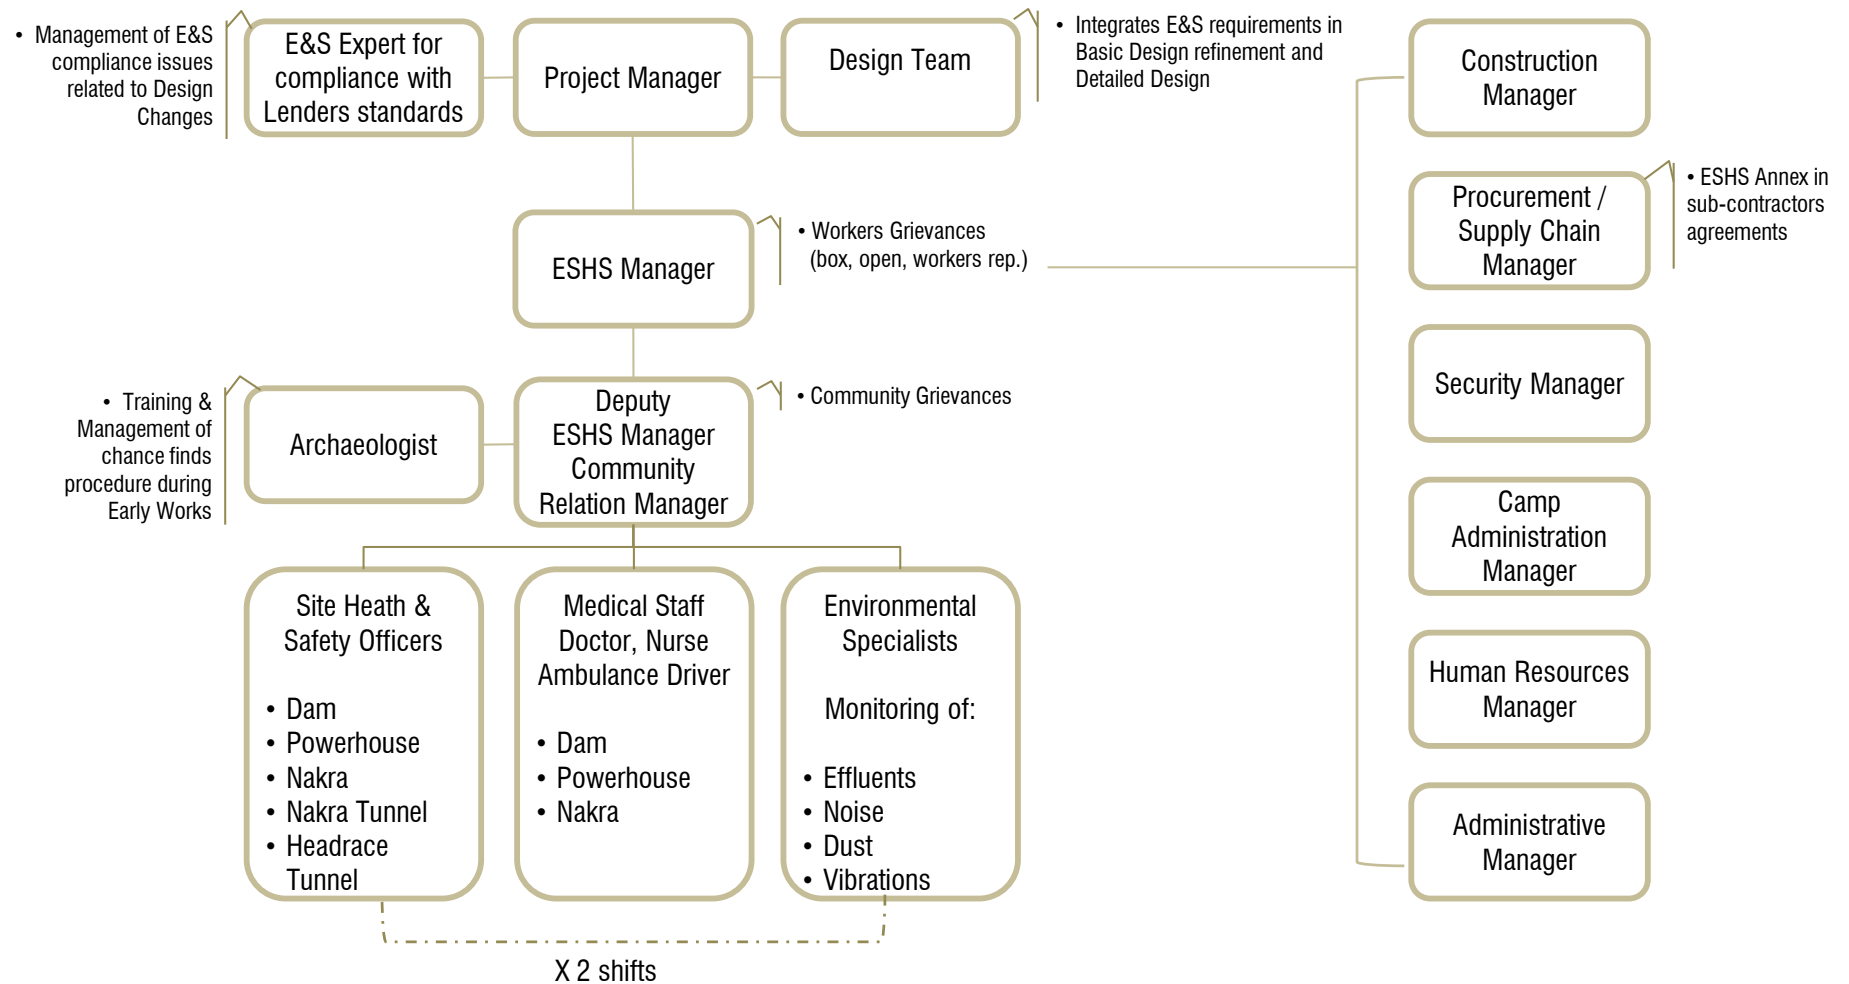 • Management of E&S
compliance issues
related to Design
Changes
E&S Expert for
compliance with
Lenders standards
Project Manager
Design Team
• Integrates E&S requirements in
Basic Design refinement and
Detailed Design
Construction
Manager
Procurement /
Supply Chain
Manager
• ESHS Annex in
sub-contractors
agreements
ESHS Manager
• Workers Grievances
(box, open, workers rep.)
Security Manager
• Training &
Management of
chance finds
procedure during
Early Works
Archaeologist
Deputy
ESHS Manager
Community
Relation Manager
• Community Grievances
Camp
Administration
Manager
Site Heath &
Safety Officers
• Dam
• Powerhouse
• Nakra
• Nakra Tunnel
• Headrace
Tunnel
Medical Staff
Doctor, Nurse
Ambulance Driver
• Dam
• Powerhouse
• Nakra
Environmental
Specialists
Monitoring of:
• Effluents
• Noise
• Dust
• Vibrations
Human Resources
Manager
Administrative
Manager
X 2 shifts